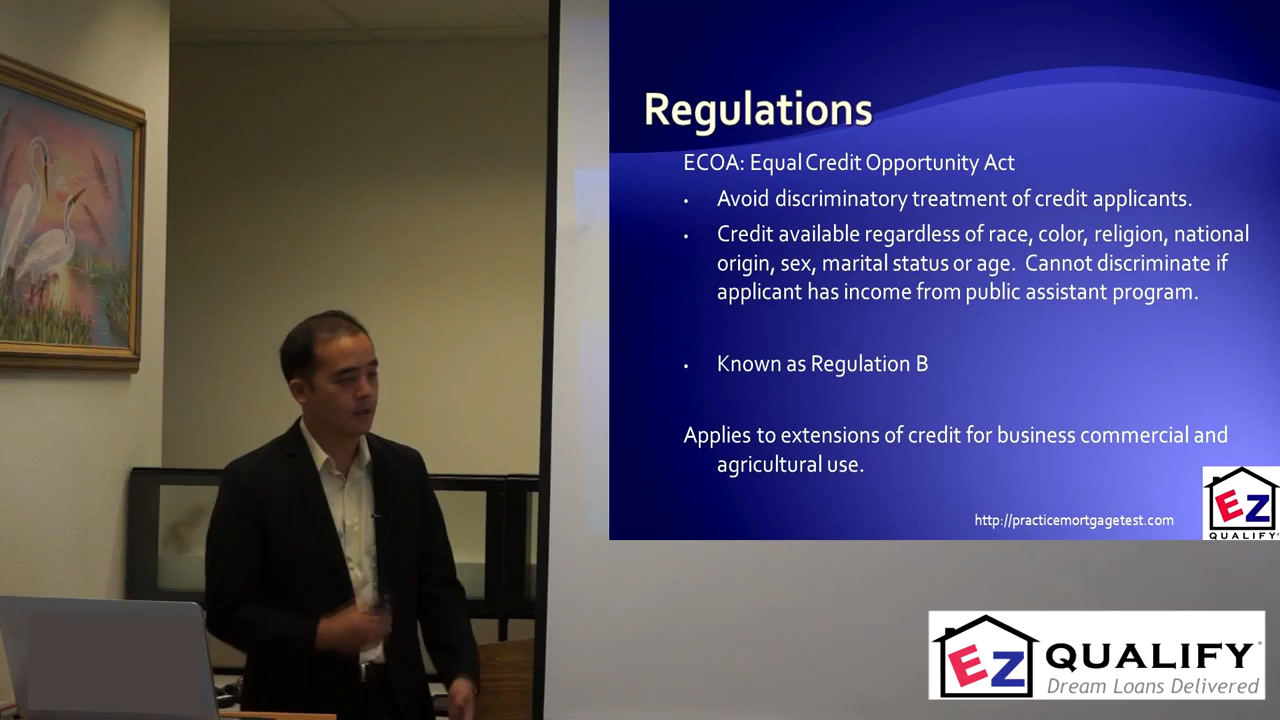 Regulations
ECOA: Equal Credit Opportunity Act
• Avoid discriminatory treatment of credit applicants.
• Credit available regardless of race, color, religion, national
origin, sex, marital status or age. Cannot discriminate if
applicant has income from public assistant program.
• Known as Regulation B
Applies to extensions of credit for business commercial and
agricultural use.
http://practicemortgagetest.com
EZ
QUALIFY
EZ QUALIFY
Dream Loans Delivered